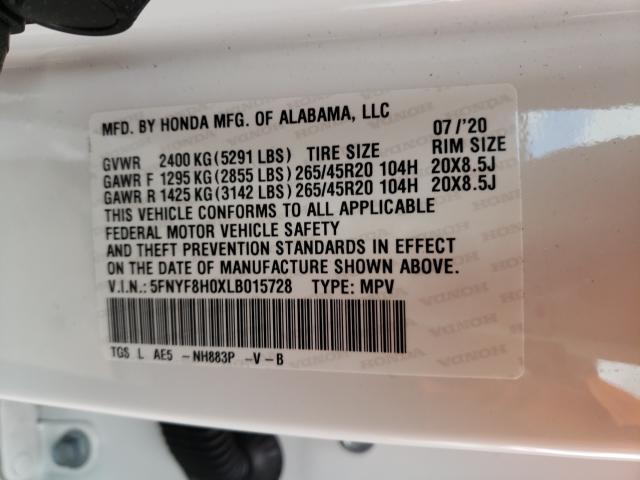 MFD. BY HONDA MFG. OF ALABAMA, LLC 07/'20
GVWR 2400 KG (5291 LBS) TIRE SIZE RIM SIZE
GAWR F 1295 KG (2855 LBS) 265/45R20 104H 20X8.5J
GAWR R 1425 KG (3142 LBS) 265/45R20 104H 20X8.5J
THIS VEHICLE CONFORMS TO ALL APPLICABLE
FEDERAL MOTOR VEHICLE SAFETY
AND THEFT PREVENTION STANDARDS IN EFFECT
ON THE DATE OF MANUFACTURE SHOWN ABOVE.
V.I.N.: 5FNYF8H0XLB015728 TYPE: MPV
TGS L AE5 -NH883P -V-B